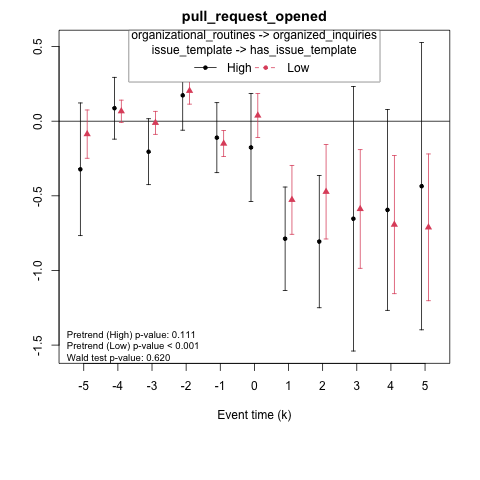 pull_request_opened
organizational_routines -> organized_inquiries
issue_template -> has_issue_template
High Low
0.5
0.0
-0.5
-1.0
-1.5
Pretrend (High) p-value: 0.111
Pretrend (Low) p-value < 0.001
Wald test p-value: 0.620
-5 -4 -3 -2 -1 0 1 2 3 4 5
Event time (k)